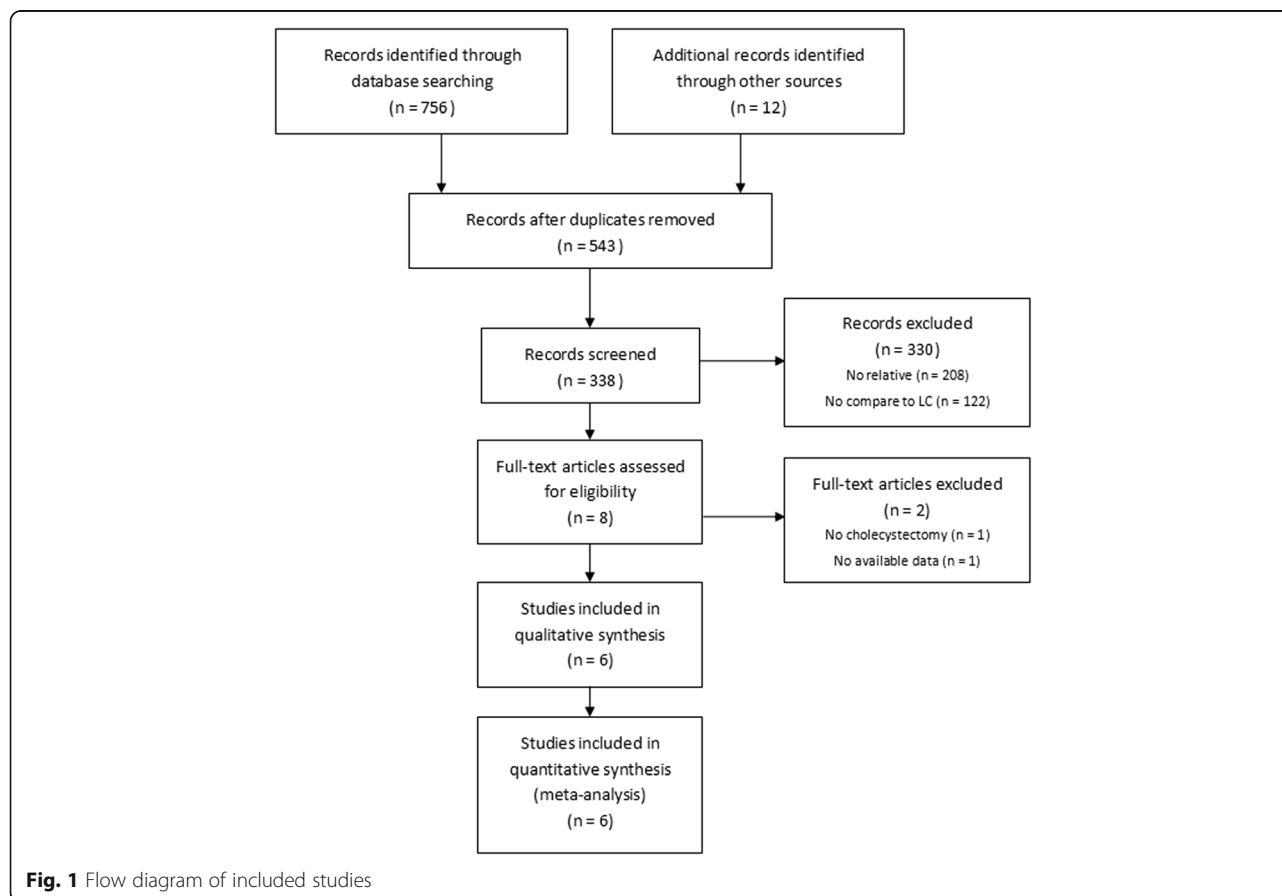 Records identified through
database searching
(n = 756)
Additional records identified
through other sources
(n = 12)
Records after duplicates removed
(n = 543)
Records screened
(n = 338)
Records excluded
(n = 330)
No relative (n = 208)
No compare to LC (n = 122)
Full-text articles assessed
for eligibility
(n = 8)
Full-text articles excluded
(n = 2)
No cholecystectomy (n = 1)
No available data (n = 1)
Studies included in
qualitative synthesis
(n = 6)
Studies included in
quantitative synthesis
(meta-analysis)
(n = 6)
Fig. 1 Flow diagram of included studies